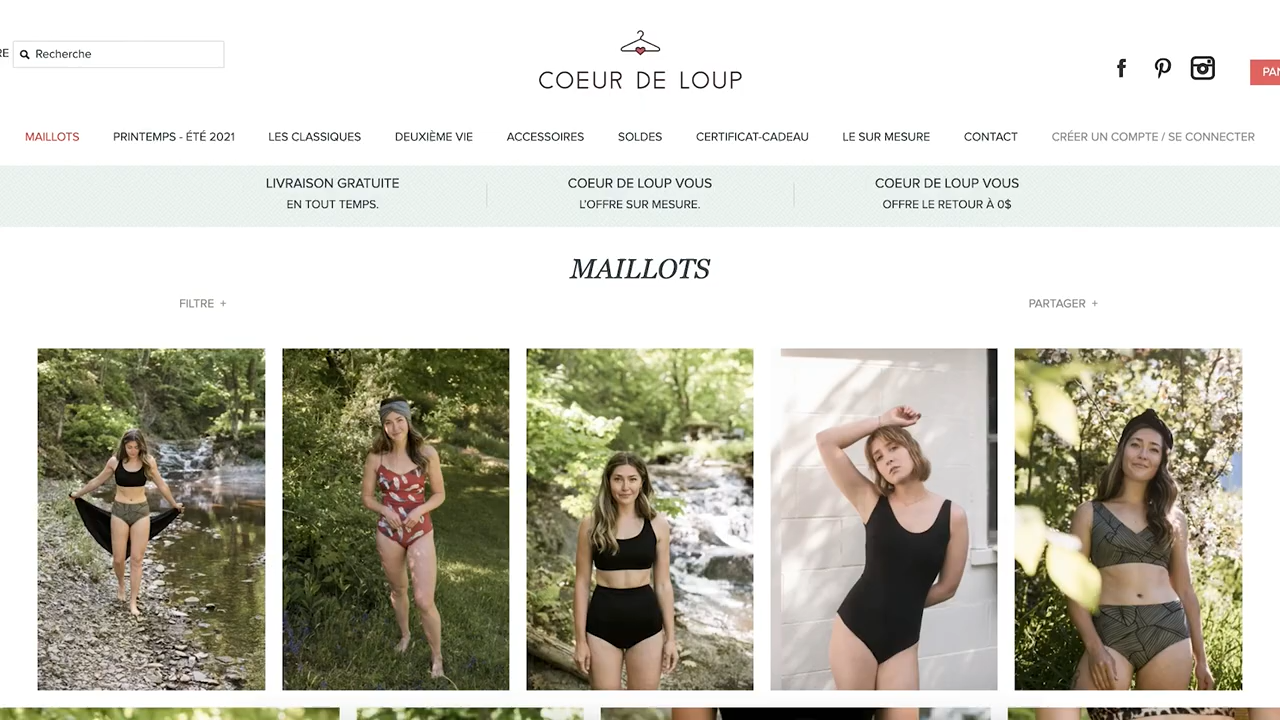 RE
Recherche
COEUR DE LOUP
PAN
MAILLOTS PRINTEMPS - ÉTÉ 2021 LES CLASSIQUES DEUXIÈME VIE ACCESSOIRES SOLDES CERTIFICAT-CADEAU LE SUR MESURE CONTACT CRÉER UN COMPTE / SE CONNECTER
LIVRAISON GRATUITE
EN TOUT TEMPS.
COEUR DE LOUP VOUS
L'OFFRE SUR MESURE.
COEUR DE LOUP VOUS
OFFRE LE RETOUR À 0$
MAILLOTS
FILTRE +
PARTAGER +